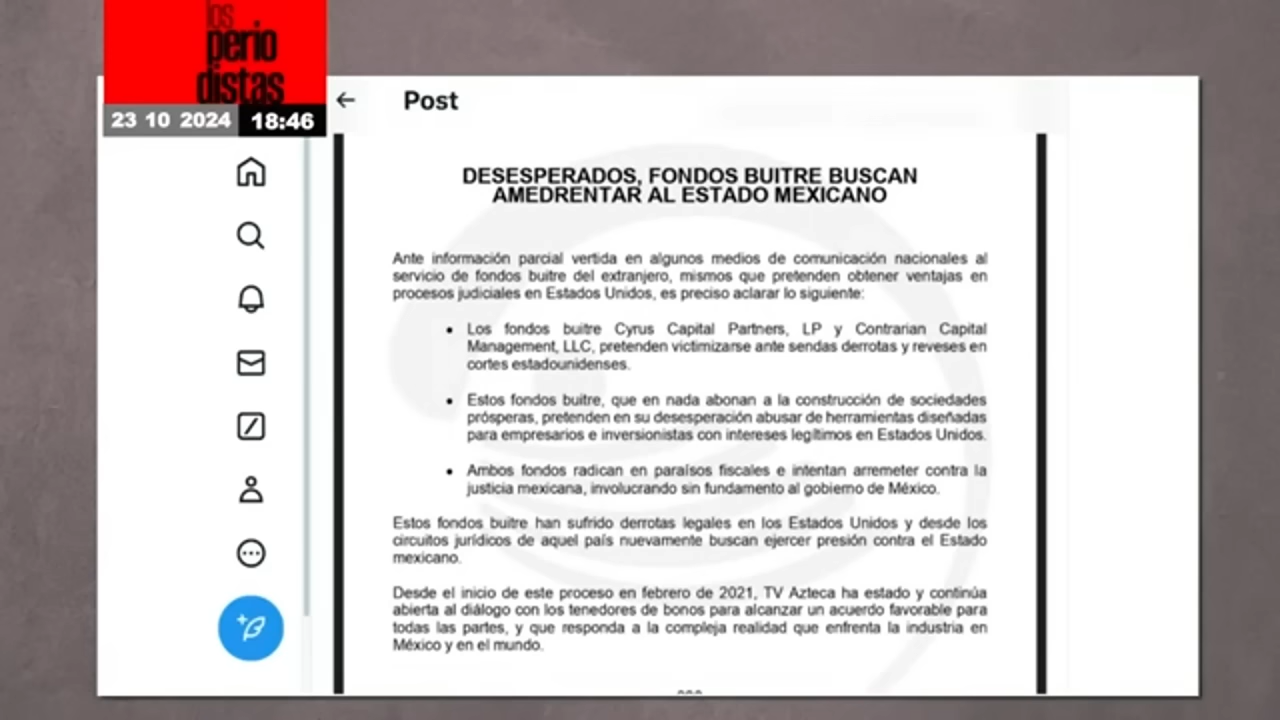 los
perio
distas
23 10 2024 18:46
Post
DESESPERADOS, FONDOS BUITRE BUSCAN
AMEDRENTAR AL ESTADO MEXICANO
Ante información parcial vertida en algunos medios de comunicación nacionales al
servicio de fondos buitre del extranjero, mismos que pretenden obtener ventajas en
procesos judiciales en Estados Unidos, es preciso aclarar lo siguiente:
• Los fondos buitre Cyrus Capital Partners, LP y Contrarian Capital
Management, LLC, pretenden victimizarse ante sendas derrotas y reveses en
cortes estadounidenses.
• Estos fondos buitre, que en nada abonan a la construcción de sociedades
prósperas, pretenden en su desesperación abusar de herramientas diseñadas
para empresarios e inversionistas con intereses legítimos en Estados Unidos.
• Ambos fondos radican en paraísos fiscales e intentan arremeter contra la
justicia mexicana, involucrando sin fundamento al gobierno de México.
Estos fondos buitre han sufrido derrotas legales en los Estados Unidos y desde los
circuitos jurídicos de aquel país nuevamente buscan ejercer presión contra el Estado
mexicano.
Desde el inicio de este proceso en febrero de 2021, TV Azteca ha estado y continúa
abierta al diálogo con los tenedores de bonos para alcanzar un acuerdo favorable para
todas las partes, y que responda a la compleja realidad que enfrenta la industria en
México y en el mundo.